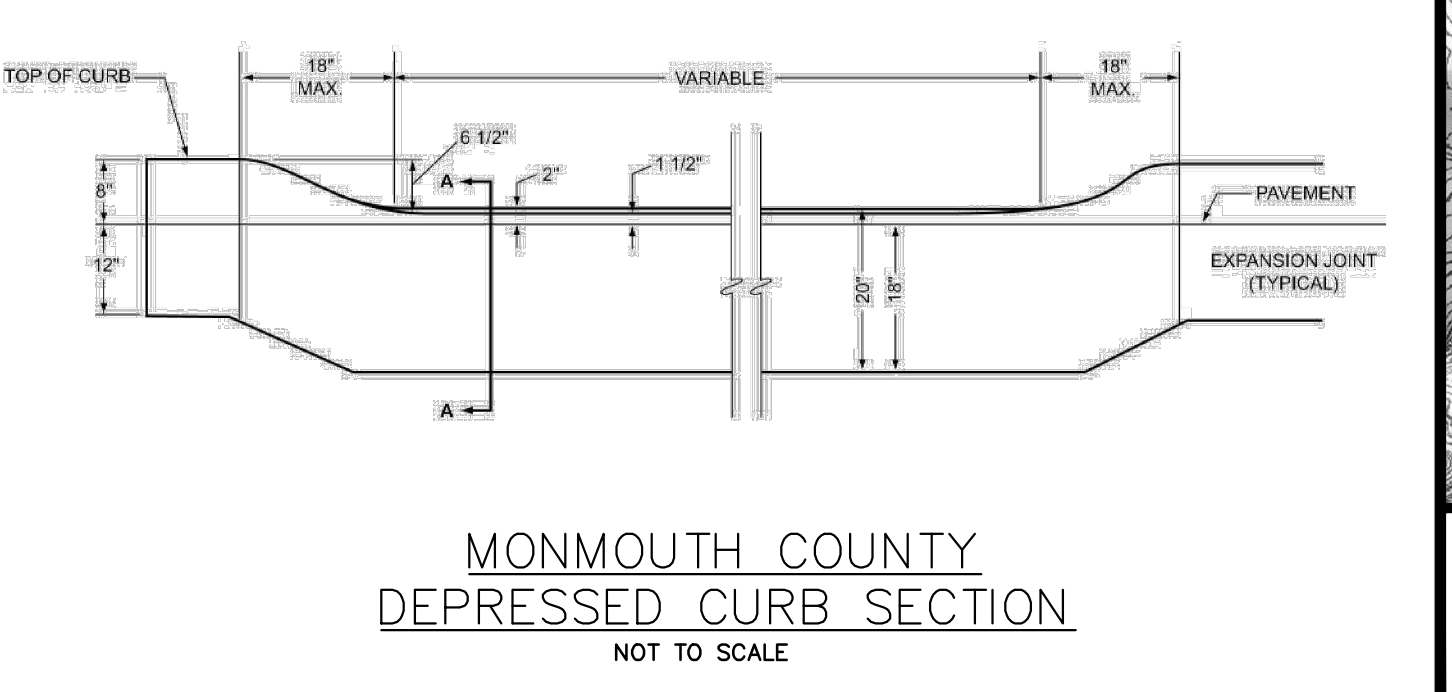 TOP OF CURB
18"
MAX.
VARIABLE
18"
MAX.
6 1/2"
A
2"
1 1/2"
8"
PAVEMENT
12"
20"
18"
EXPANSION JOINT
(TYPICAL)
A
MONMOUTH COUNTY
DEPRESSED CURB SECTION
NOT TO SCALE